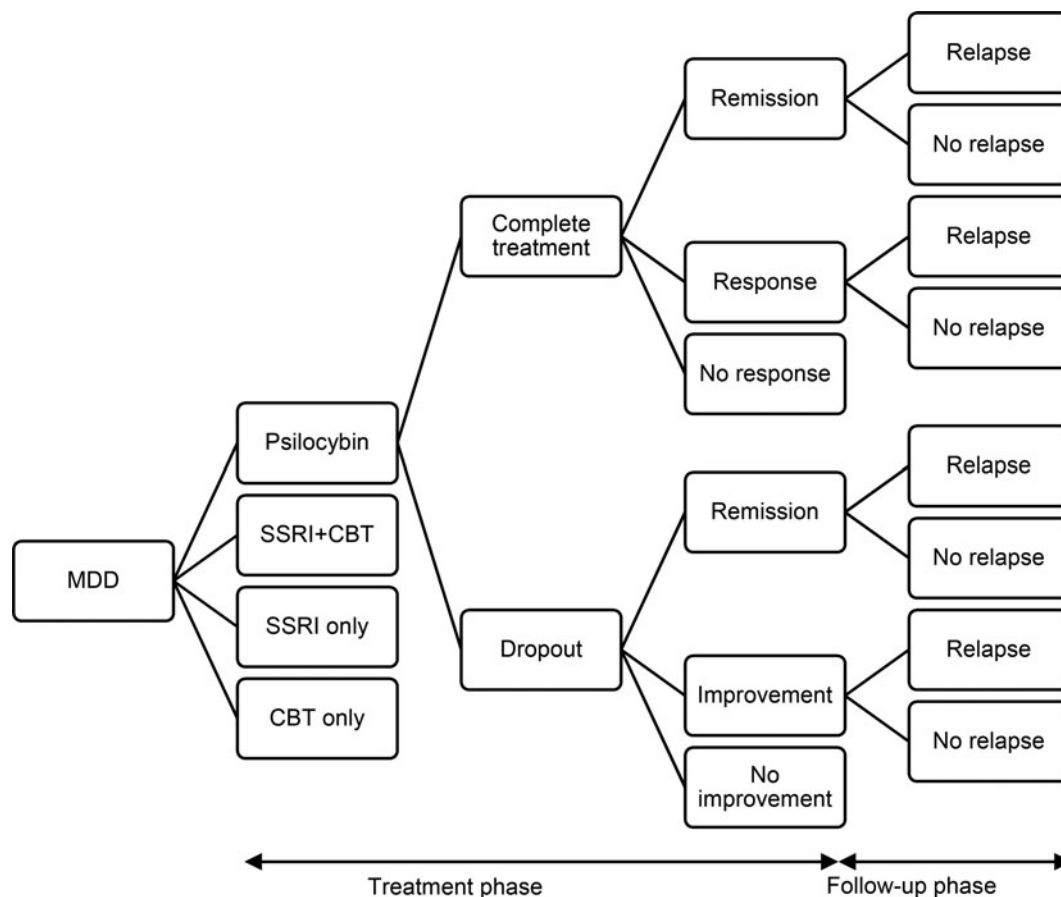 MDD
Psilocybin
SSRI+CBT
SSRI only
CBT only
Complete
treatment
Dropout
Remission
Response
No response
Remission
Improvement
No
improvement
Relapse
No relapse
Relapse
No relapse
Relapse
No relapse
Relapse
No relapse
Treatment phase
Follow-up phase